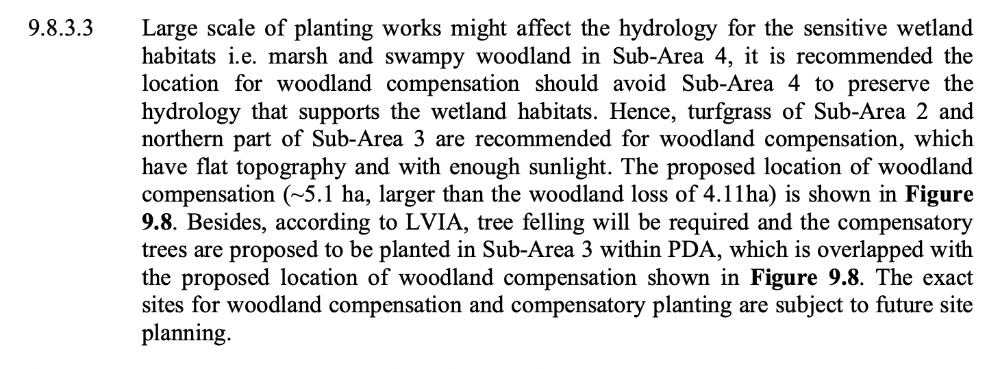 9.8.3.3 Large scale of planting works might affect the hydrology for the sensitive wetland
habitats i.e. marsh and swampy woodland in Sub-Area 4, it is recommended the
location for woodland compensation should avoid Sub-Area 4 to preserve the
hydrology that supports the wetland habitats. Hence, turfgrass of Sub-Area 2 and
northern part of Sub-Area 3 are recommended for woodland compensation, which
have flat topography and with enough sunlight. The proposed location of woodland
compensation (~5.1 ha, larger than the woodland loss of 4.11ha) is shown in Figure
9.8. Besides, according to LVIA, tree felling will be required and the compensatory
trees are proposed to be planted in Sub-Area 3 within PDA, which is overlapped with
the proposed location of woodland compensation shown in Figure 9.8. The exact
sites for woodland compensation and compensatory planting are subject to future site
planning.